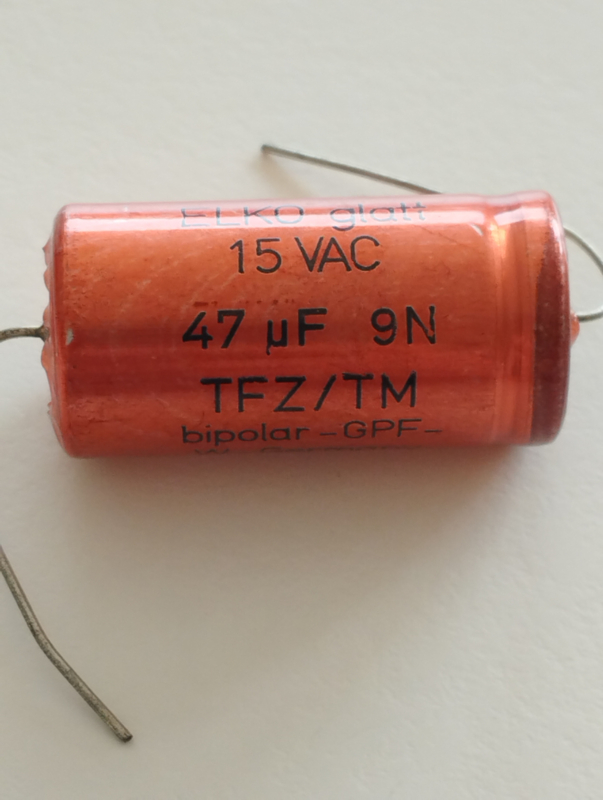 ELKO glatt
15 VAC
47 µF 9N
TFZ/TM
bipolar -GPF-